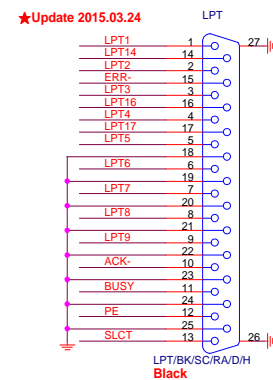 ★Update 2015.03.24
LPT
LPT1 1 27
LPT14 14
LPT2 2
ERR- 15
LPT3 3
LPT16 16
LPT4 4
LPT17 17
LPT5 5
18
LPT6 6
19
LPT7 7
20
LPT8 8
21
LPT9 9
22
ACK- 10
23
BUSY 11
24
PE 12
25
SLCT 13 26
LPT/BK/SC/RA/D/H
Black